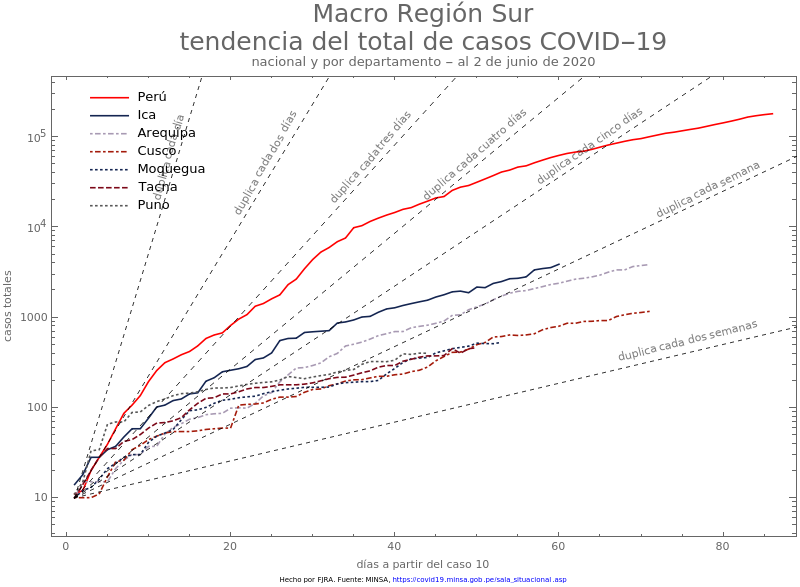 Macro Región Sur
tendencia del total de casos COVID−19
nacional y por departamento − al 2 de junio de 2020
Perú
Ica
Arequipa
Cusco
Moquegua
Tacna
Puno
duplica cada día
duplica cada dos días
duplica cada tres días
duplica cada cuatro días
duplica cada cinco días
duplica cada semana
duplica cada dos semanas
casos totales
10^5
10^4
1000
100
10
0 20 40 60 80
días a partir del caso 10
Hecho por FJRA. Fuente: MINSA, https://covid19.minsa.gob.pe/sala_situacional.asp